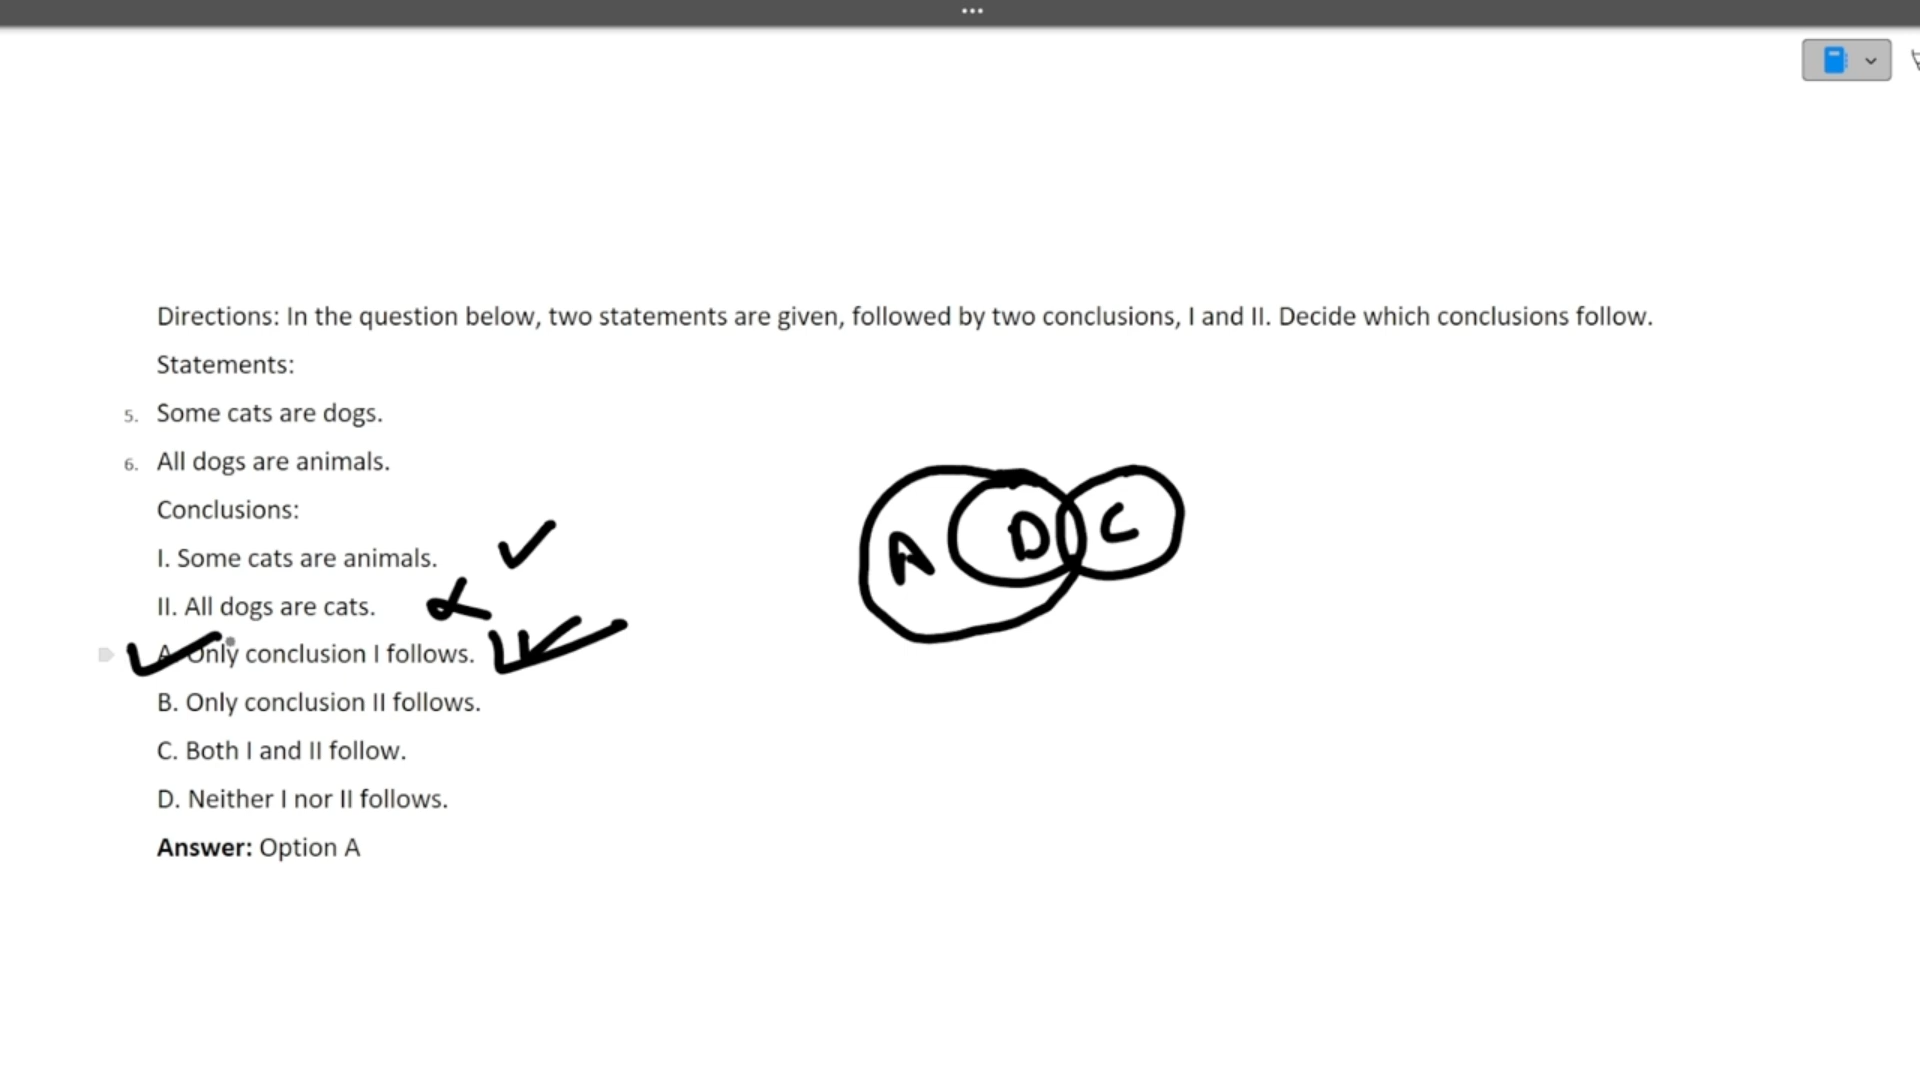 Directions: In the question below, two statements are given, followed by two conclusions, I and II. Decide which conclusions follow.
Statements:
5. Some cats are dogs.
6. All dogs are animals.
Conclusions:
I. Some cats are animals.
II. All dogs are cats.
A. Only conclusion I follows.
B. Only conclusion II follows.
C. Both I and II follow.
D. Neither I nor II follows.
Answer: Option A
A D C